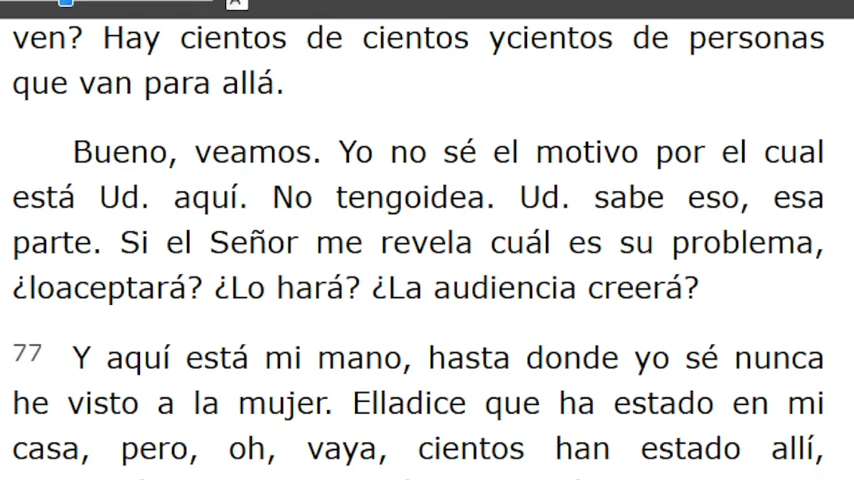 A
ven? Hay cientos de cientos ycientos de personas
que van para allá.
Bueno, veamos. Yo no sé el motivo por el cual
está Ud. aquí. No tengoidea. Ud. sabe eso, esa
parte. Si el Señor me revela cuál es su problema,
¿loaceptará? ¿Lo hará? ¿La audiencia creerá?
77 Y aquí está mi mano, hasta donde yo sé nunca
he visto a la mujer. Elladice que ha estado en mi
casa, pero, oh, vaya, cientos han estado allí,